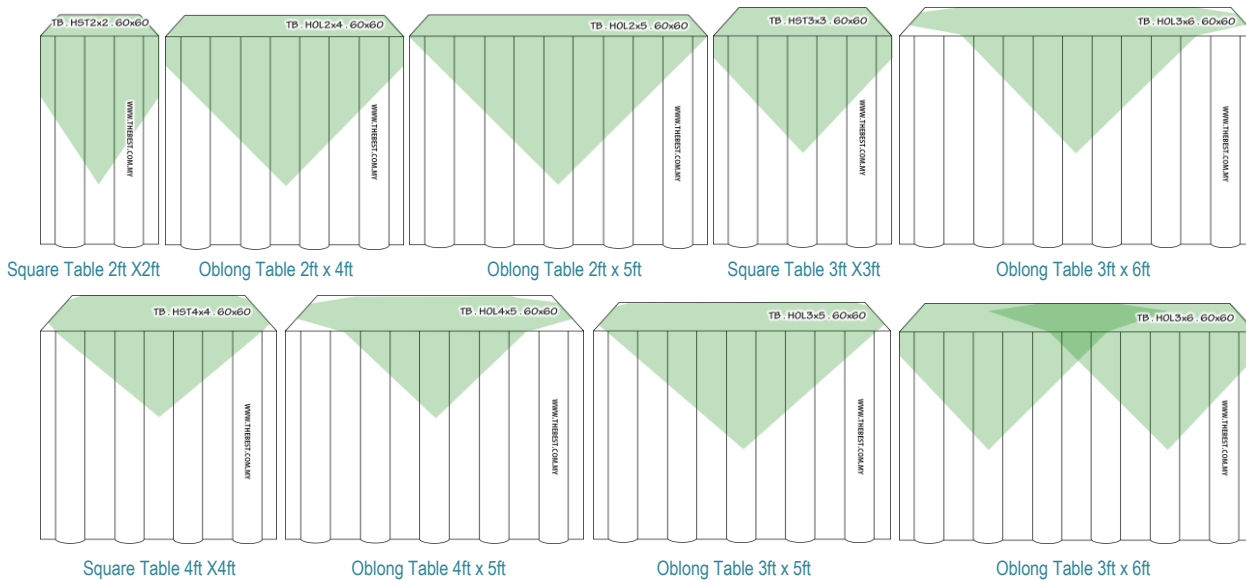 TB.HST2x2.60x60
TB.HOL2x4.60x60
TB.HOL2x5.60x60
TB.HST3x3.60x60
TB.HOL3x6.60x60
WWW.THEBEST.COM.MY
WWW.THEBEST.COM.MY
WWW.THEBEST.COM.MY
WWW.THEBEST.COM.MY
WWW.THEBEST.COM.MY
Square Table 2ft X2ft
Oblong Table 2ft x 4ft
Oblong Table 2ft x 5ft
Square Table 3ft X3ft
Oblong Table 3ft x 6ft
TB.HST4x4.60x60
TB.HOL4x5.60x60
TB.HOL3x5.60x60
TB.HOL3x6.60x60
WWW.THEBEST.COM.MY
WWW.THEBEST.COM.MY
WWW.THEBEST.COM.MY
WWW.THEBEST.COM.MY
Square Table 4ft X4ft
Oblong Table 4ft x 5ft
Oblong Table 3ft x 5ft
Oblong Table 3ft x 6ft